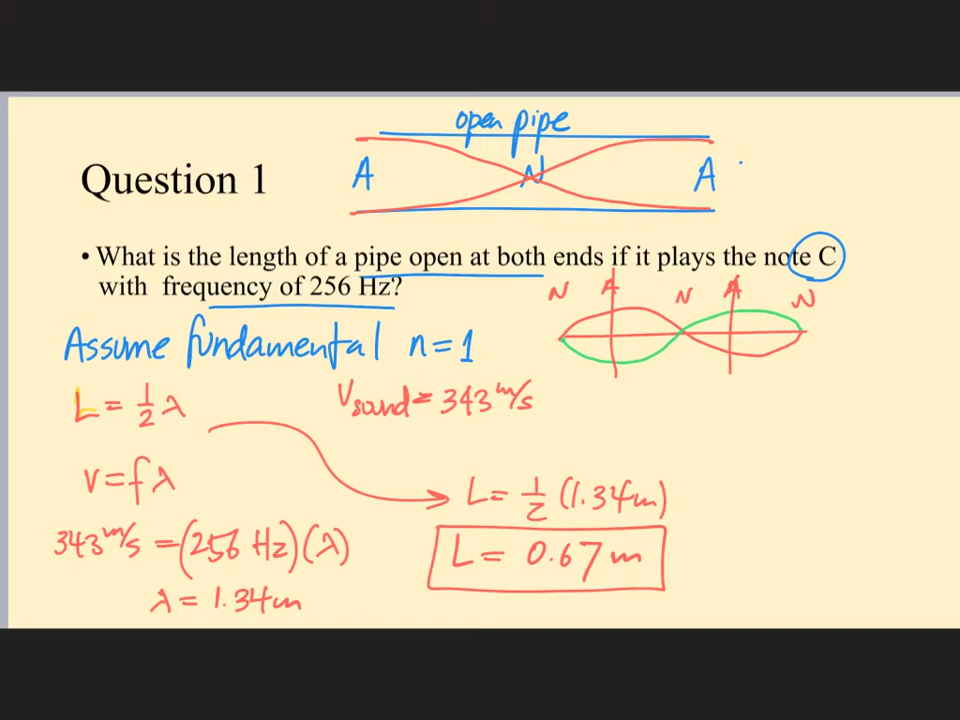 open pipe
A N A
Question 1
• What is the length of a pipe open at both ends if it plays the note C
with frequency of 256 Hz?
N A N A N
Assume fundamental n = 1
L = 1/2 λ
Vsound = 343 m/s
v = f λ
343 m/s = (256 Hz)(λ)
λ = 1.34 m
L = 1/2 (1.34 m)
L = 0.67 m